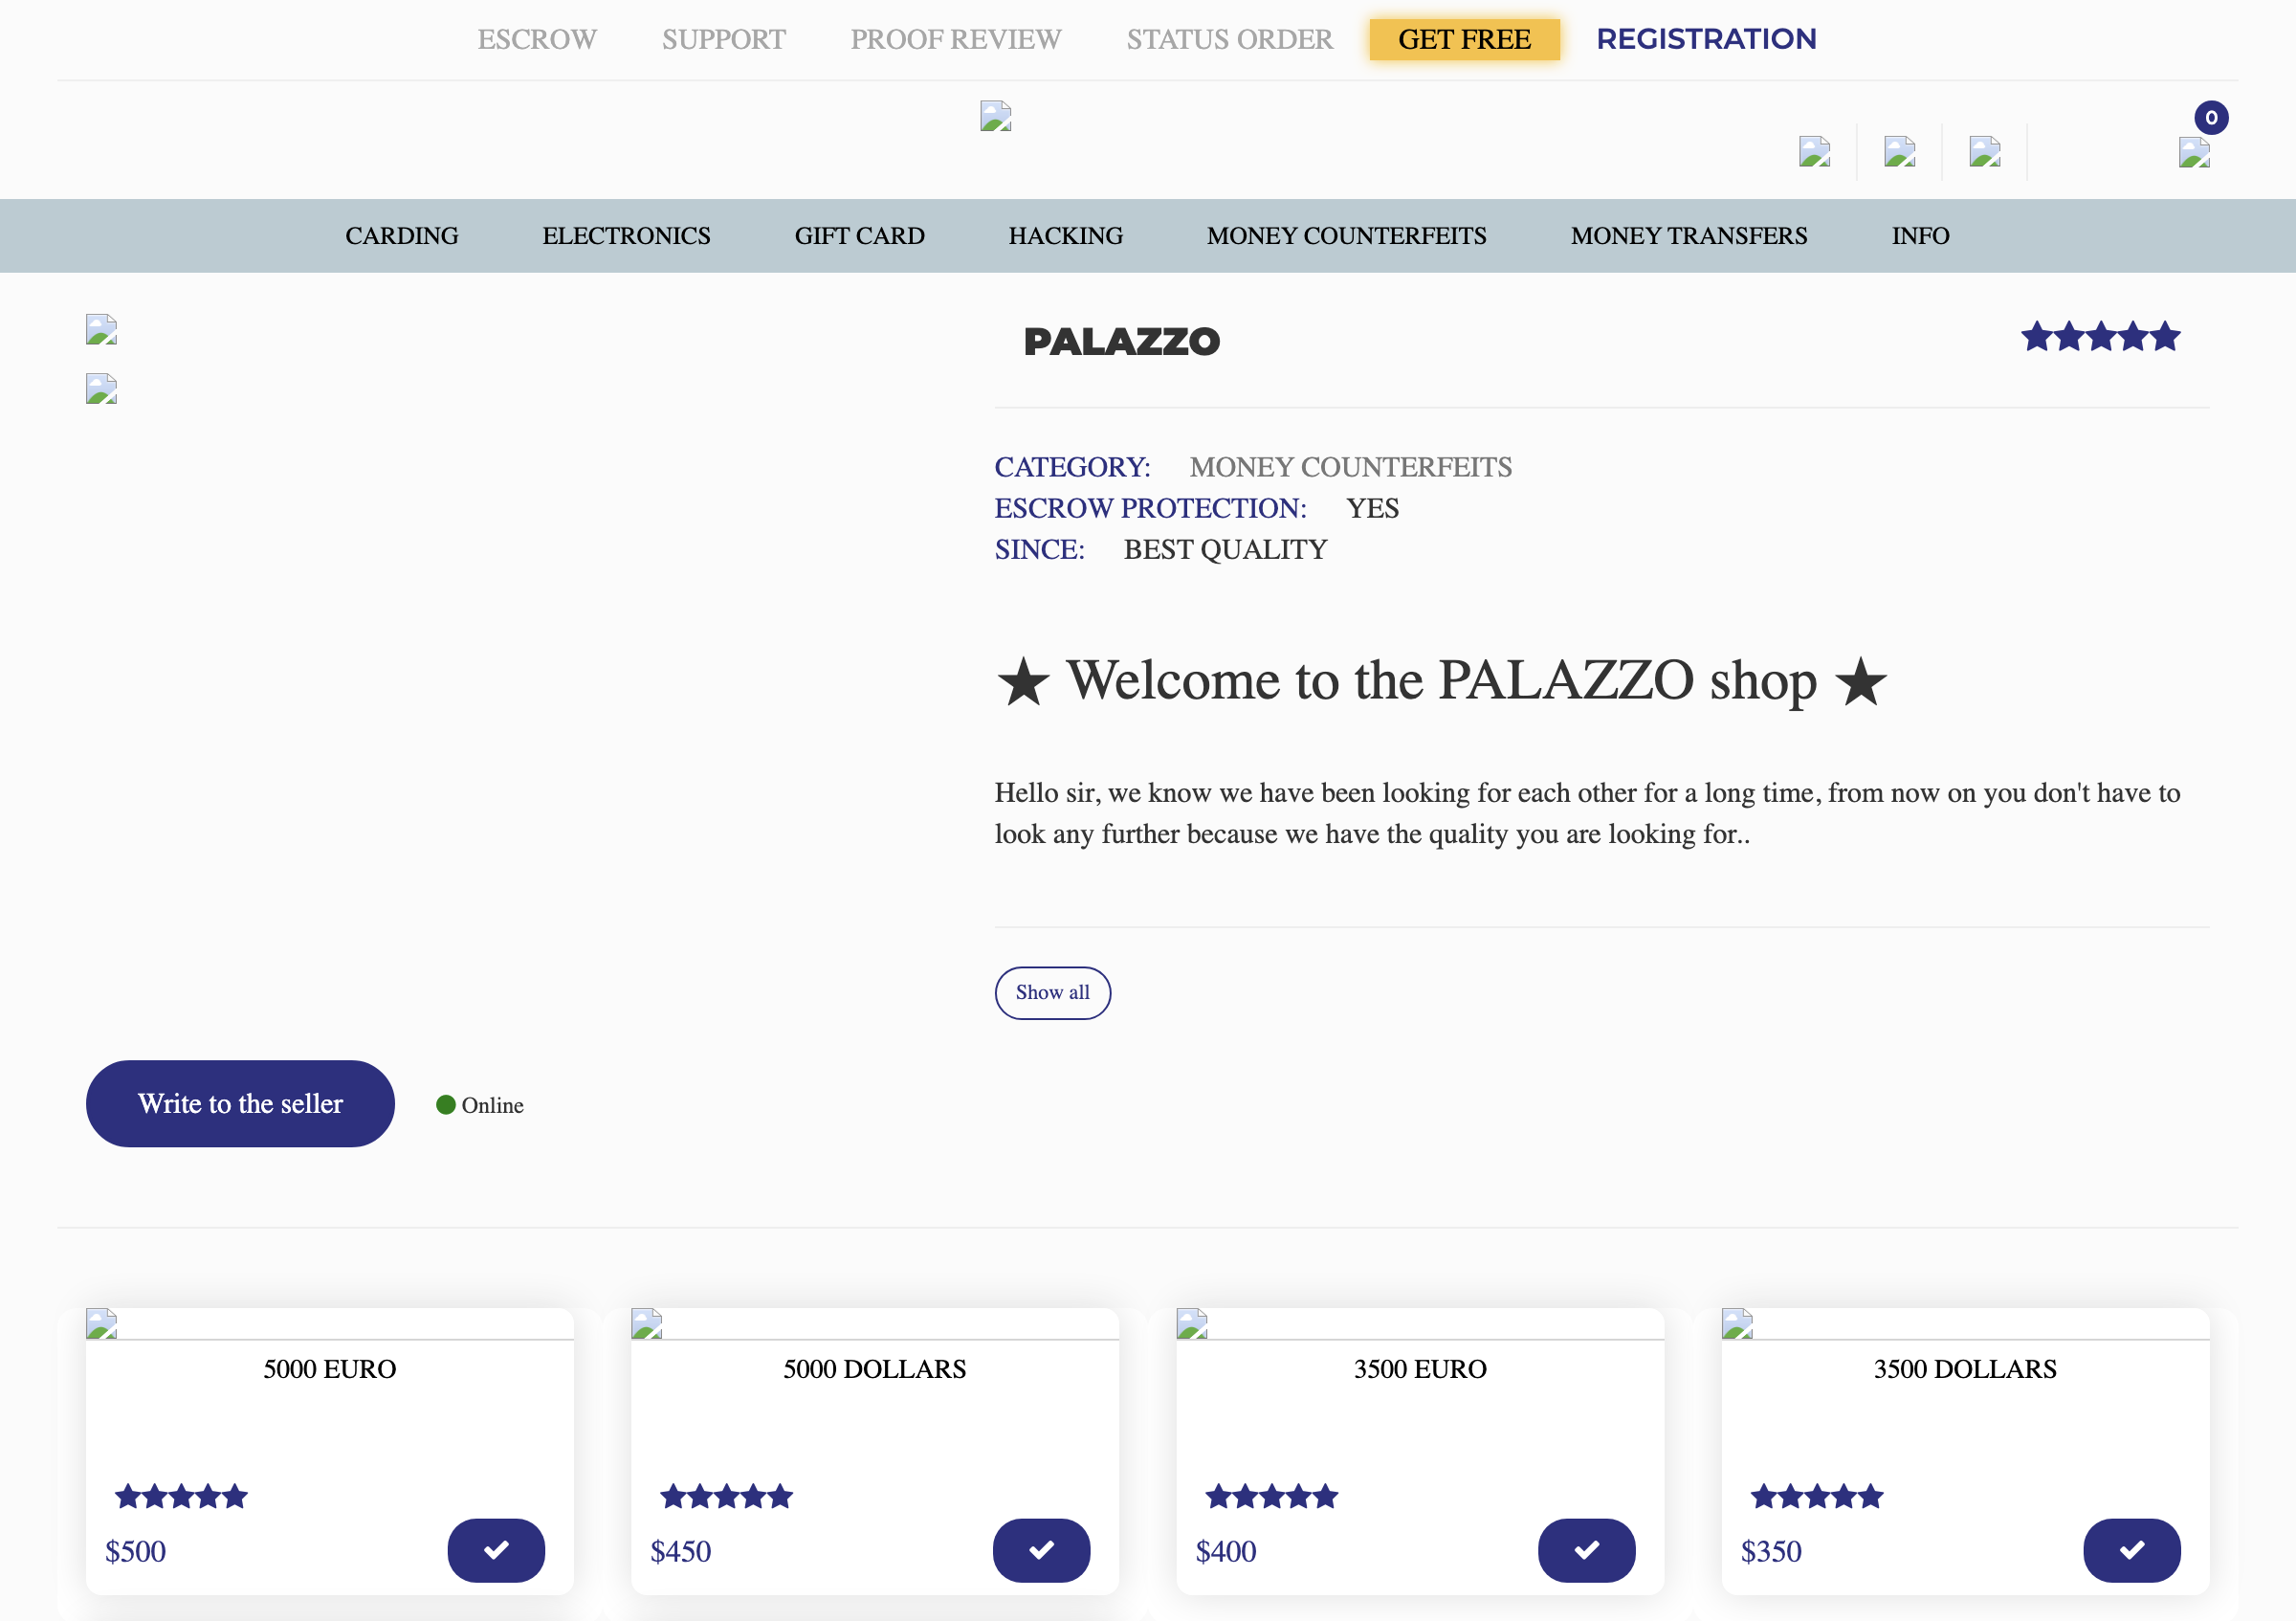 ESCROW SUPPORT PROOF REVIEW STATUS ORDER GET FREE REGISTRATION
0
CARDING ELECTRONICS GIFT CARD HACKING MONEY COUNTERFEITS MONEY TRANSFERS INFO
PALAZZO
CATEGORY: MONEY COUNTERFEITS
ESCROW PROTECTION: YES
SINCE: BEST QUALITY
★ Welcome to the PALAZZO shop ★
Hello sir, we know we have been looking for each other for a long time, from now on you don't have to
look any further because we have the quality you are looking for..
Show all
Write to the seller Online
5000 EURO 5000 DOLLARS 3500 EURO 3500 DOLLARS
$500 $450 $400 $350